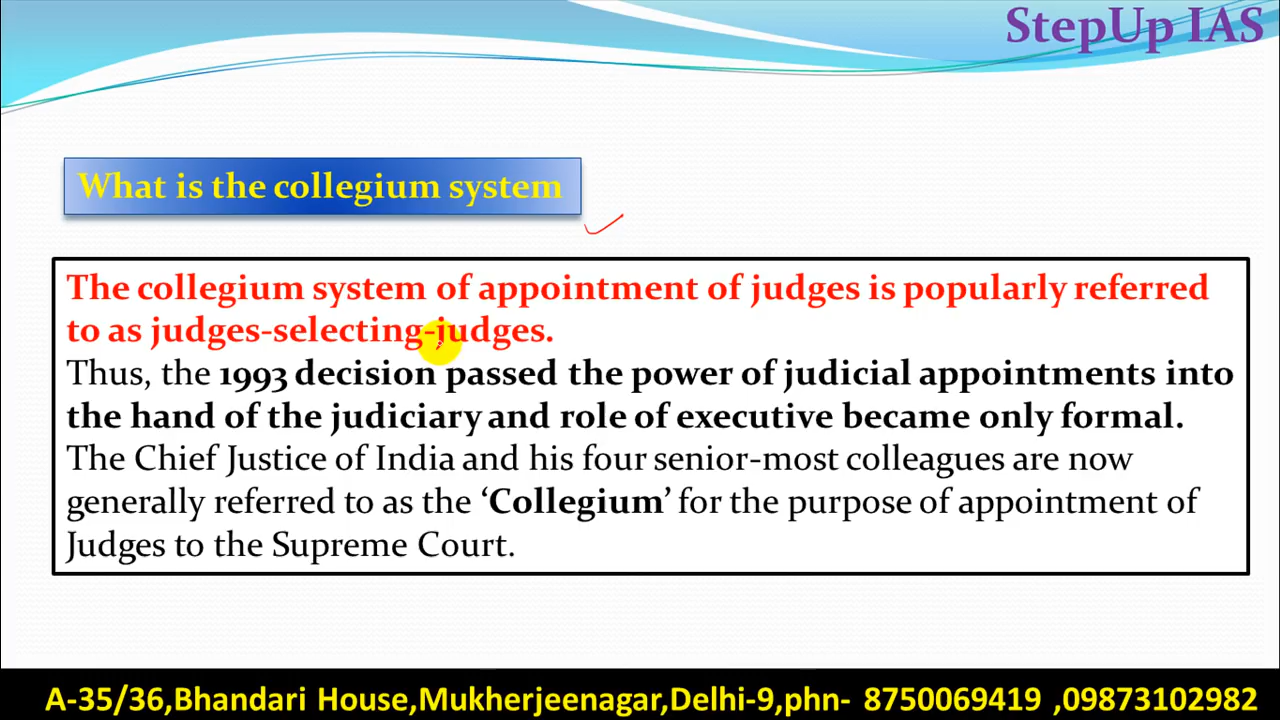 StepUp IAS
What is the collegium system
The collegium system of appointment of judges is popularly referred
to as judges-selecting-judges.
Thus, the 1993 decision passed the power of judicial appointments into
the hand of the judiciary and role of executive became only formal.
The Chief Justice of India and his four senior-most colleagues are now
generally referred to as the ‘Collegium’ for the purpose of appointment of
Judges to the Supreme Court.
A-35/36,Bhandari House,Mukherjeenagar,Delhi-9,phn- 8750069419 ,09873102982